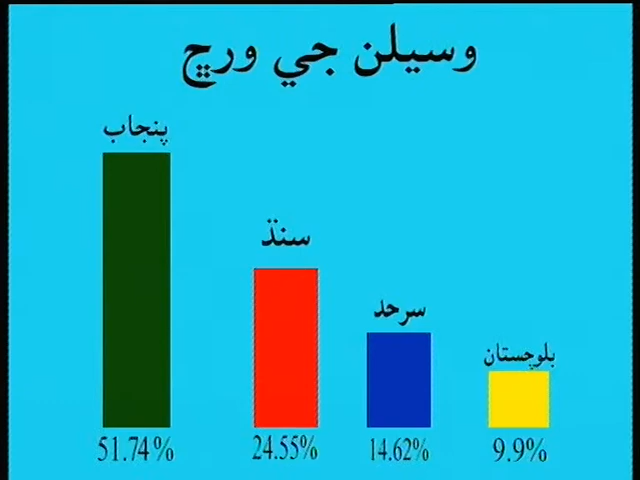 وسيلن جي ورڇ
پنجاب
سنڌ
سرحد
بلوچستان
51.74%
24.55%
14.62%
9.9%